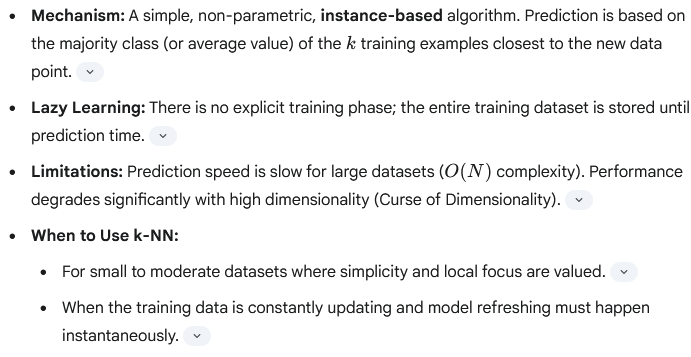 • Mechanism: A simple, non-parametric, instance-based algorithm. Prediction is based on
the majority class (or average value) of the k training examples closest to the new data
point.
• Lazy Learning: There is no explicit training phase; the entire training dataset is stored until
prediction time.
• Limitations: Prediction speed is slow for large datasets (O(N) complexity). Performance
degrades significantly with high dimensionality (Curse of Dimensionality).
• When to Use k-NN:
• For small to moderate datasets where simplicity and local focus are valued.
• When the training data is constantly updating and model refreshing must happen
instantaneously.